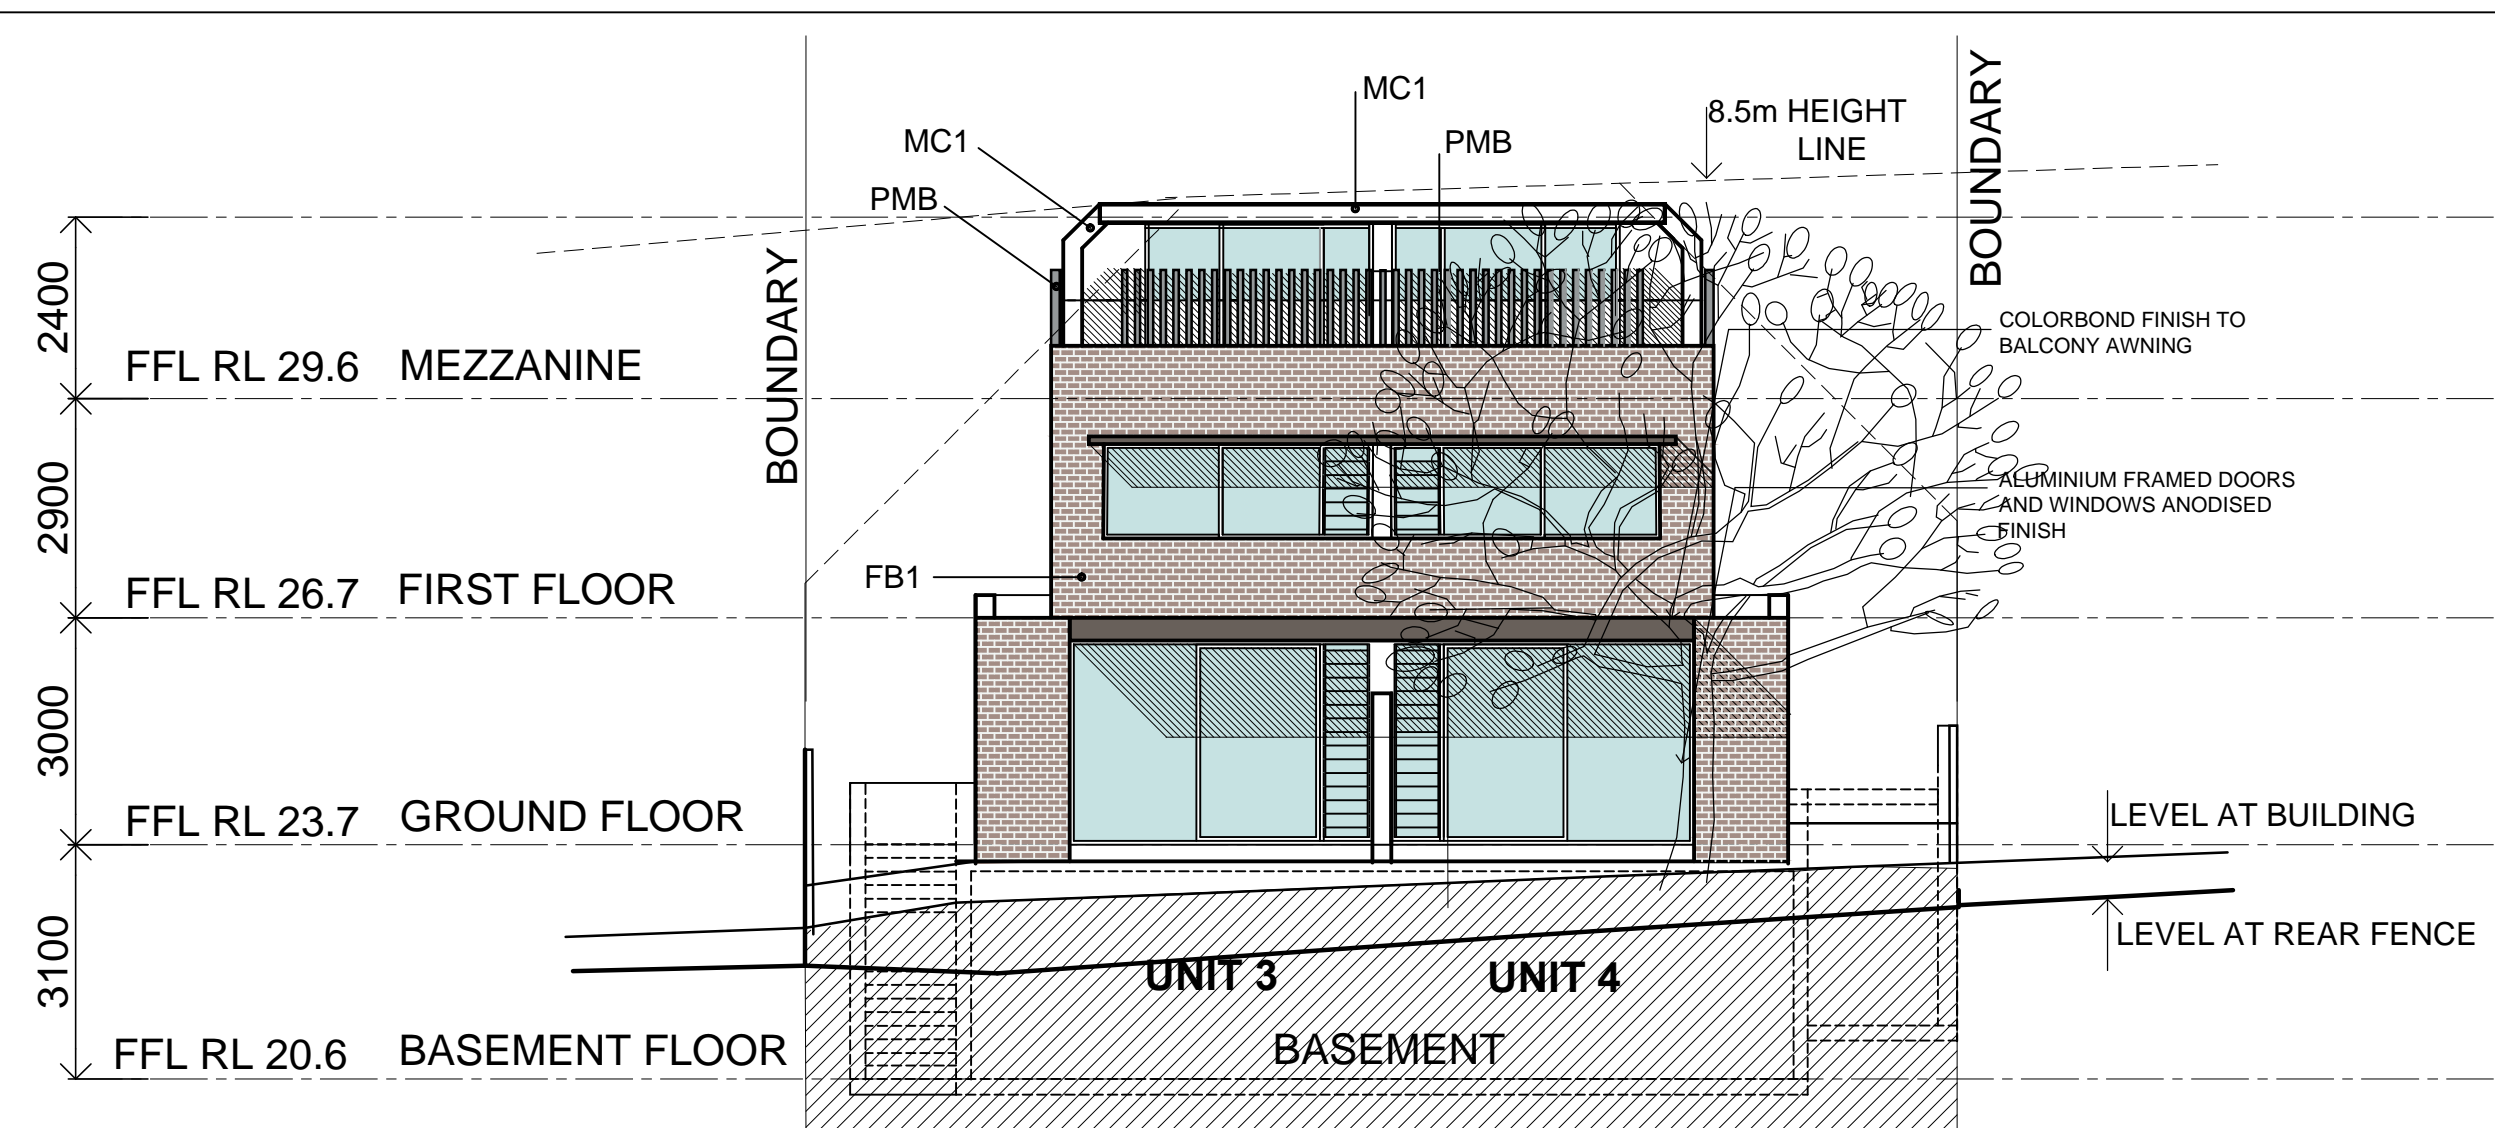 MC1
MC1
PMB
PMB
8.5m HEIGHT
LINE
BOUNDARY
BOUNDARY
2400
FFL RL 29.6 MEZZANINE
COLORBOND FINISH TO
BALCONY AWNING
2900
ALUMINIUM FRAMED DOORS
AND WINDOWS ANODISED
FINISH
FB1
FFL RL 26.7 FIRST FLOOR
3000
FFL RL 23.7 GROUND FLOOR
LEVEL AT BUILDING
3100
LEVEL AT REAR FENCE
UNIT 3
UNIT 4
FFL RL 20.6 BASEMENT FLOOR
BASEMENT